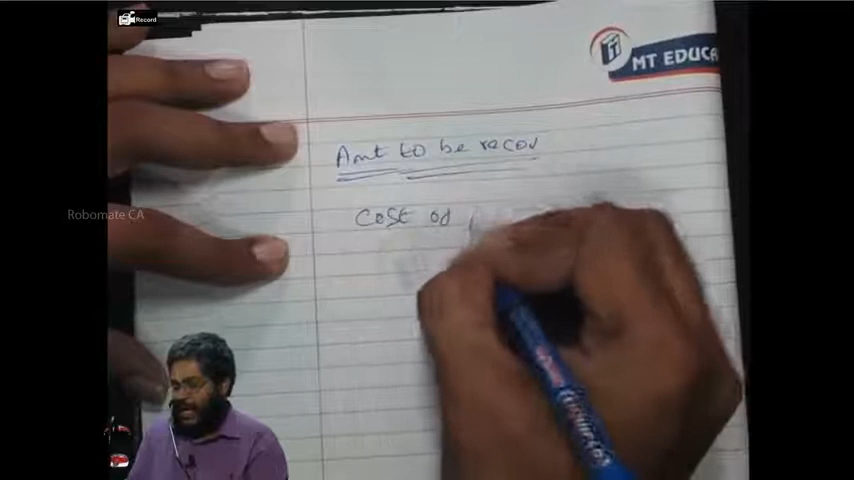 Record
MT EDUCA
Amt to be recov
Cost of
Robomate CA